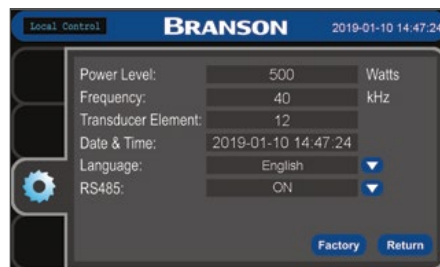 Local Control BRANSON 2019-01-10 14:47:24
Power Level: 500 Watts
Frequency: 40 kHz
Transducer Element: 12
Date & Time: 2019-01-10 14:47:24
Language: English
RS485: ON
Factory Return